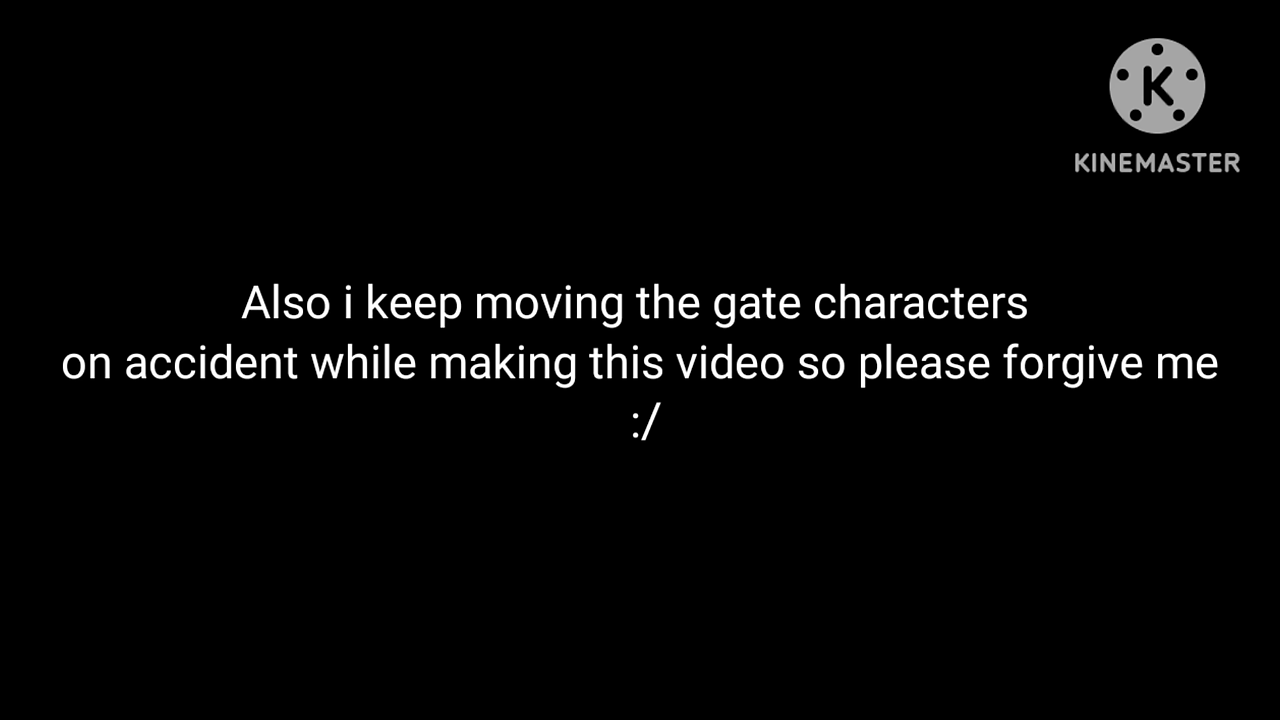 K
KINEMASTER
Also i keep moving the gate characters
on accident while making this video so please forgive me
:/